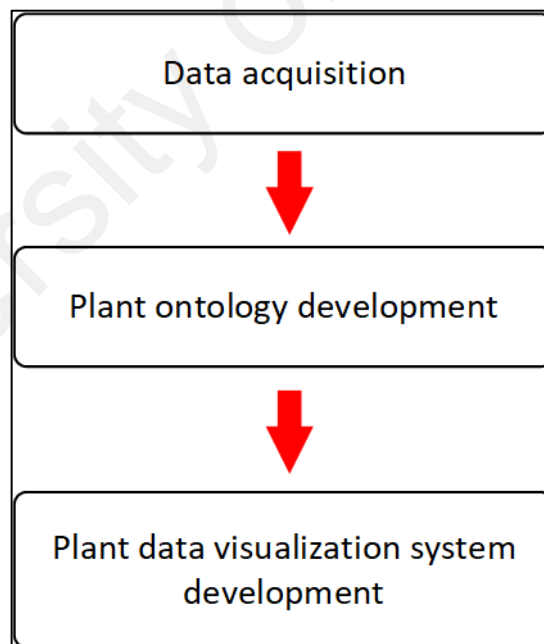 Data acquisition
Plant ontology development
Plant data visualization system
development